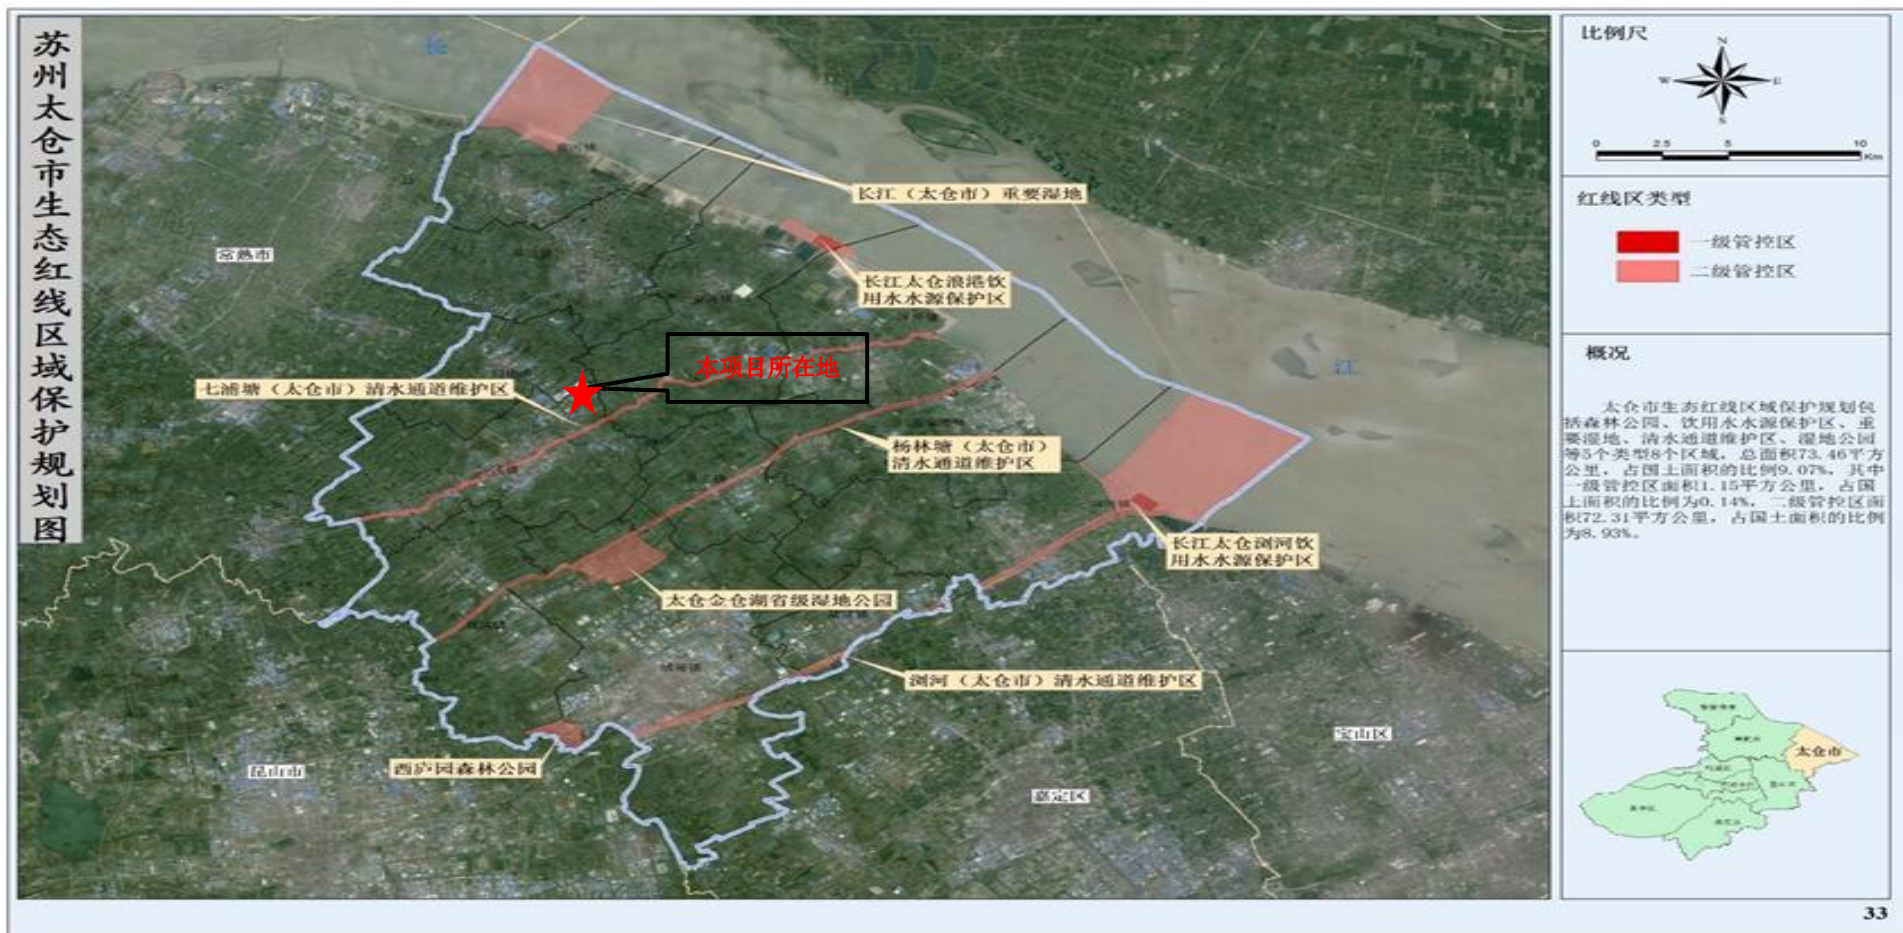 苏州太仓市生态红线区域保护规划图
长
江
常熟市
长江（太仓市）重要湿地
长江太仓浪港饮
用水水源保护区
本项目所在地
七浦塘（太仓市）清水通道维护区
杨林塘（太仓市）
清水通道维护区
长江太仓浏河饮
用水水源保护区
太仓金仓湖省级湿地公园
浏河（太仓市）清水通道维护区
西庐园森林公园
昆山市
嘉定区
宝山区
比例尺
N
W
E
S
0 2.5 5 10
Km
红线区类型
一级管控区
二级管控区
概况
太仓市生态红线区域保护规划包
括森林公园、饮用水水源保护区、重
要湿地、清水通道维护区、湿地公园
等5个类型8个区域，总面积73.46平方
公里，占国土面积的比例9.07%，其中
一级管控区面积1.15平方公里，占国
土面积的比例为0.14%，二级管控区面
积72.31平方公里，占国土面积的比例
为8.93%。
太仓市
33